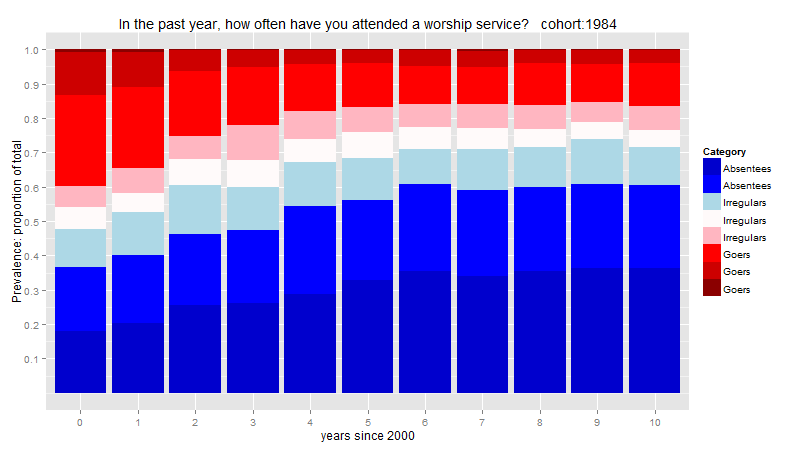 In the past year, how often have you attended a worship service?   cohort:1984
Prevalence: proportion of total
1.0
0.9
0.8
0.7
0.6
0.5
0.4
0.3
0.2
0.1
0 1 2 3 4 5 6 7 8 9 10
years since 2000
Category
Absentees
Absentees
Irregulars
Irregulars
Irregulars
Goers
Goers
Goers